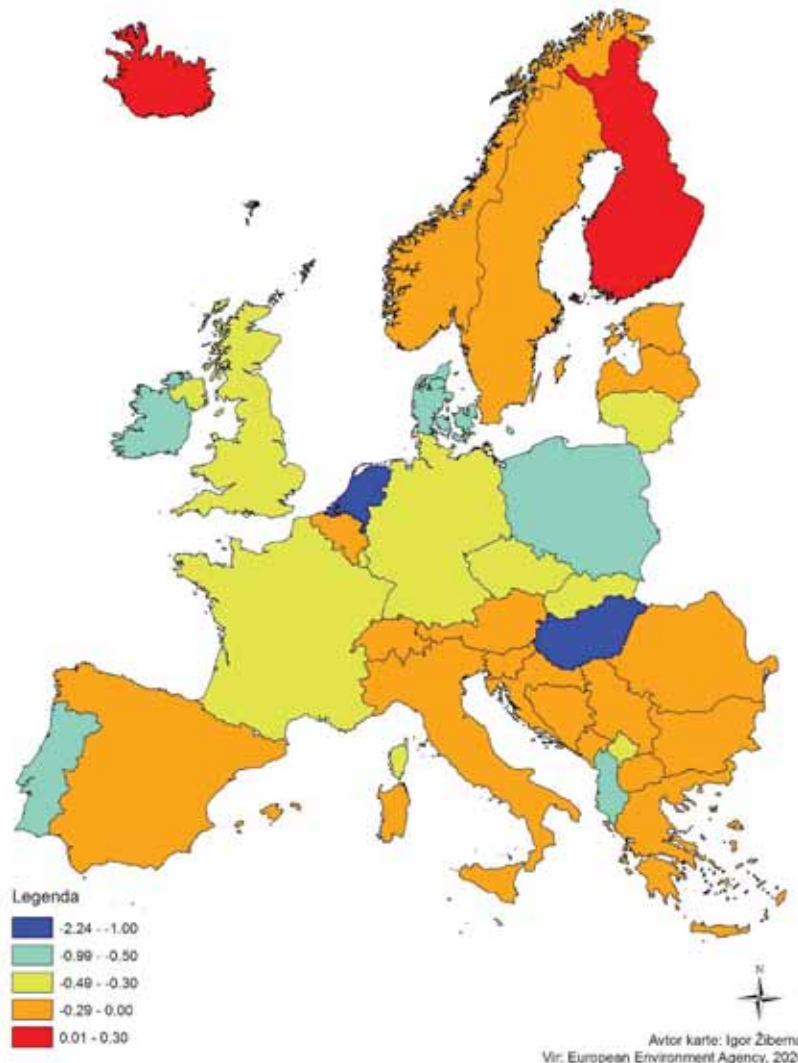 Legenda
-2.24 - -1.00
-0.99 - -0.50
-0.49 - -0.30
-0.29 - 0.00
0.01 - 0.30
N
Avtor karte: Igor Žiberna
Vir: European Environment Agency,